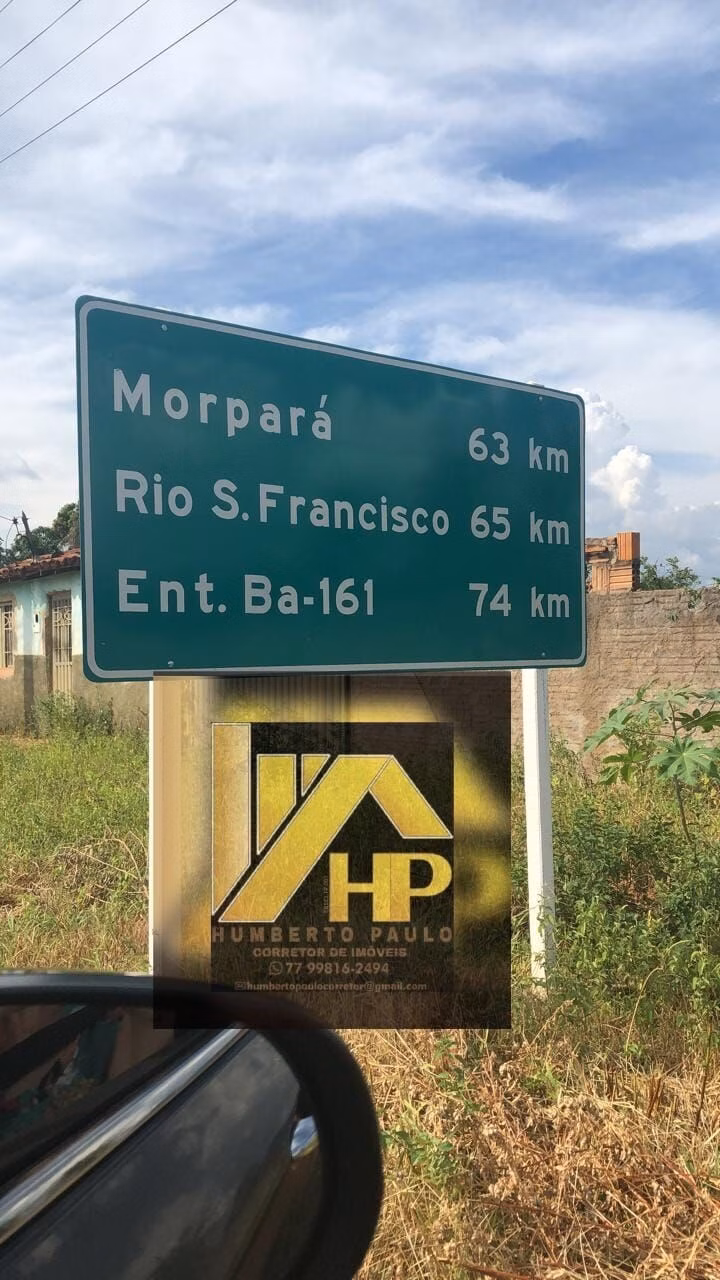 Morpará 63 km
Rio S. Francisco 65 km
Ent. Ba-161 74 km
HP
HUMBERTO PAULO
CORRETOR DE IMÓVEIS
77 99816-2494
humbertopaulocorretor@gmail.com